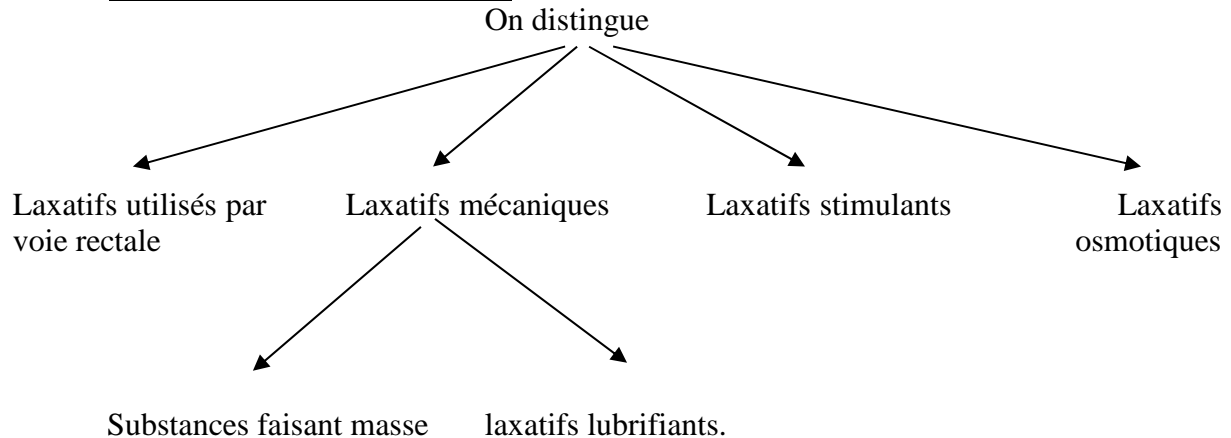 On distingue
Laxatifs utilisés par
voie rectale
Laxatifs mécaniques
Laxatifs stimulants
Laxatifs
osmotiques
Substances faisant masse
laxatifs lubrifiants.